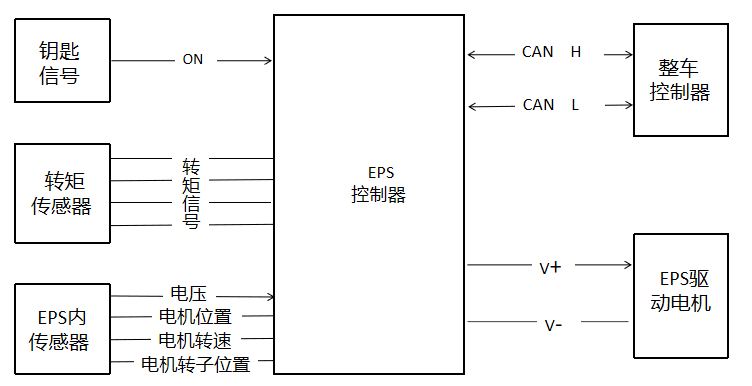 钥匙
信号
ON
转矩
传感器
转
矩
信
号
EPS内
传感器
电压
电机位置
电机转速
电机转子位置
EPS
控制器
CAN H
CAN L
整车
控制器
V+
V-
EPS驱
动电机